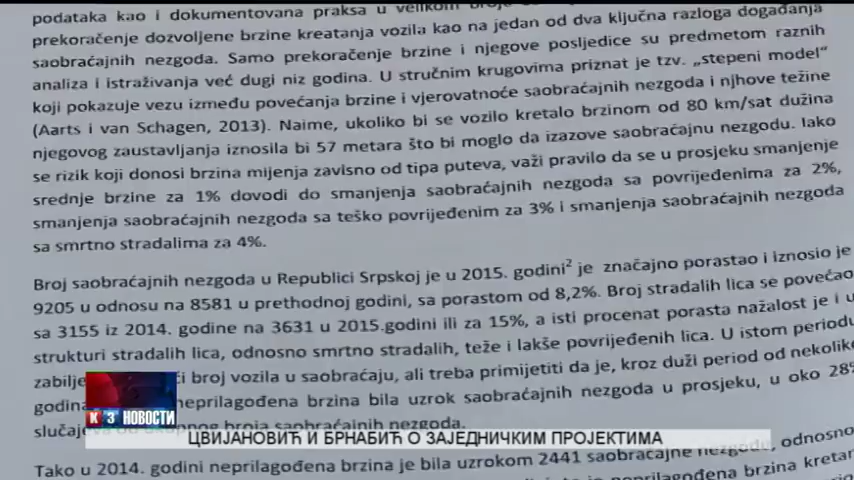 podataka kao i dokumentovana praksa u velikom
prekoračenje dozvoljene brzine kreatanja vozila kao na jedan od dva ključna razloga događanja
saobraćajnih nezgoda. Samo prekoračenje brzine i njegove posljedice su predmetom raznih
analiza i istraživanja već dugi niz godina. U stručnim krugovima priznat je tzv. „stepeni model“
koji pokazuje vezu između povećanja brzine i vjerovatnoće saobraćajnih nezgoda i njhove težine
(Aarts i van Schagen, 2013). Naime, ukoliko bi se vozilo kretalo brzinom od 80 km/sat dužina
njegovog zaustavljanja iznosila bi 57 metara što bi moglo da izazove saobraćajnu nezgodu. Iako
se rizik koji donosi brzina mijenja zavisno od tipa puteva, važi pravilo da se u prosjeku smanjenje
srednje brzine za 1% dovodi do smanjenja saobraćajnih nezgoda sa povrijeđenima za 2%,
smanjenja saobraćajnih nezgoda sa teško povrijeđenim za 3% i smanjenja saobraćajnih nezgoda
sa smrtno stradalima za 4%.
Broj saobraćajnih nezgoda u Republici Srpskoj je u 2015. godini² je značajno porastao i iznosio je
9205 u odnosu na 8581 u prethodnoj godini, sa porastom od 8,2%. Broj stradalih lica se povećao
sa 3155 iz 2014. godine na 3631 u 2015.godini ili za 15%, a isti procenat porasta nažalost je i u
strukturi stradalih lica, odnosno smrtno stradalih, teže i lakše povrijeđenih lica. U istom periodu
broj vozila u saobraćaju, ali treba primijetiti da je, kroz duži period od nekoliko
neprilagođena brzina bila uzrok saobraćajnih nezgoda u prosjeku, u oko 28%
broja saobraćajnih nezgoda.
К3 НОВОСТИ
ЦВИЈАНОВИЋ И БРНАБИЋ О ЗАЈЕДНИЧКИМ ПРОЈЕКТИМА
Tako u 2014. godini neprilagođena brzina je bila uzrokom 2441 saobraćajne nezgode, odnosno
neprilagođena brzina